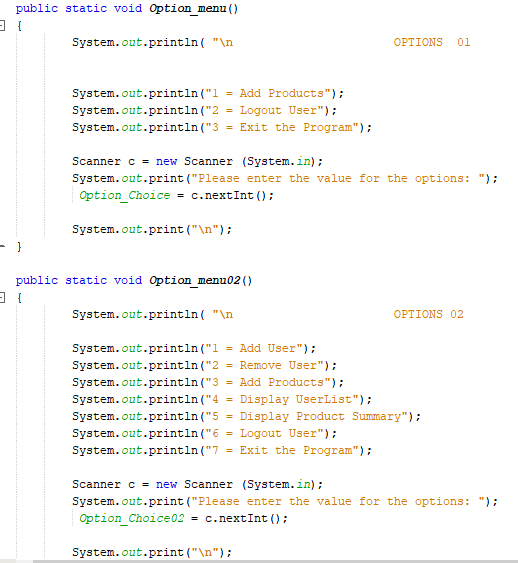 public static void Option_menu()
{
System.out.println( "\n OPTIONS 01
System.out.println("1 = Add Products");
System.out.println("2 = Logout User");
System.out.println("3 = Exit the Program");
Scanner c = new Scanner (System.in);
System.out.print("Please enter the value for the options: ");
Option_Choice = c.nextInt();
System.out.print("\n");
}
public static void Option_menu02()
{
System.out.println( "\n OPTIONS 02
System.out.println("1 = Add User");
System.out.println("2 = Remove User");
System.out.println("3 = Add Products");
System.out.println("4 = Display UserList");
System.out.println("5 = Display Product Summary");
System.out.println("6 = Logout User");
System.out.println("7 = Exit the Program");
Scanner c = new Scanner (System.in);
System.out.print("Please enter the value for the options: ");
Option_Choice02 = c.nextInt();
System.out.print("\n");